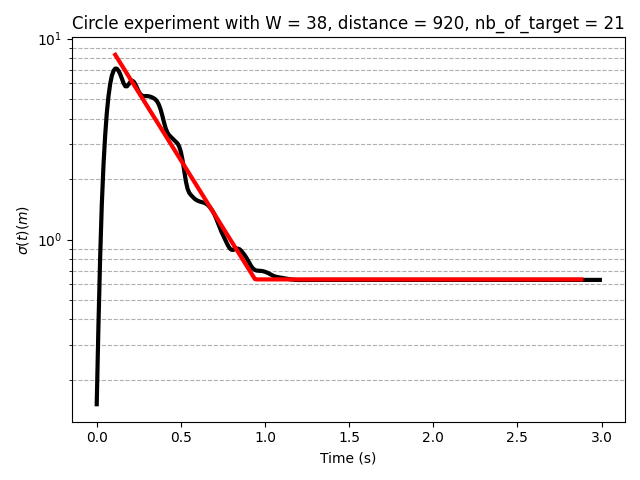 Circle experiment with W = 38, distance = 920, nb_of_target = 21
10¹
10⁰
σ(t)(m)
0.0 0.5 1.0 1.5 2.0 2.5 3.0
Time (s)